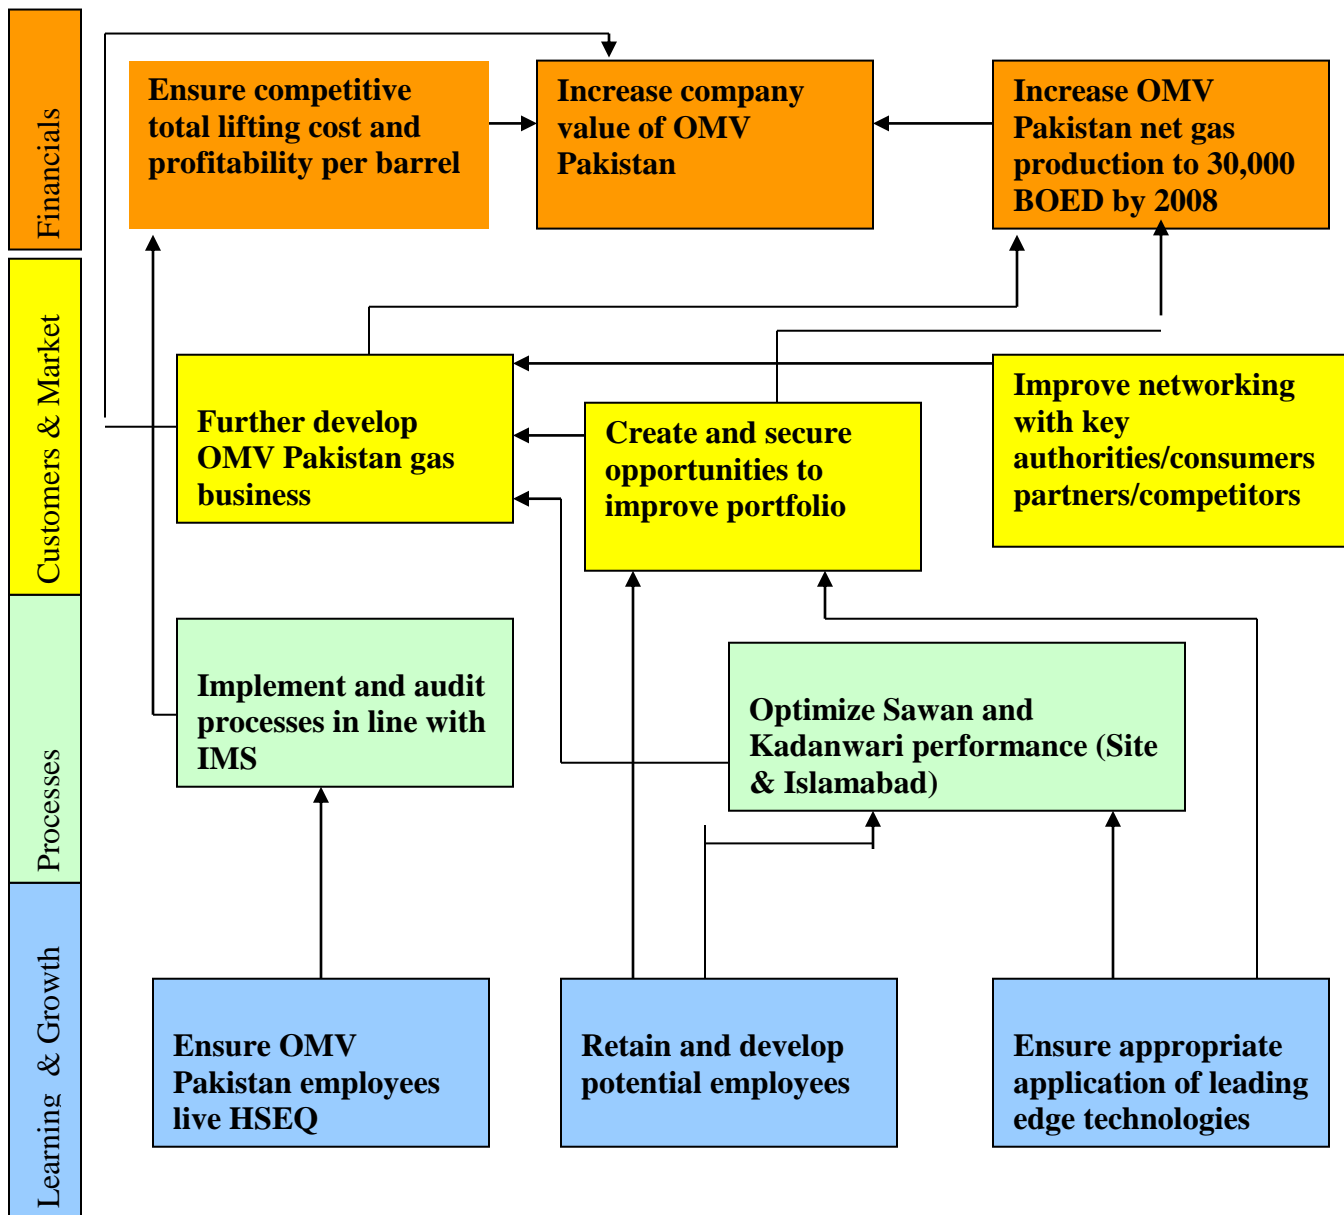 Financials
Ensure competitive
total lifting cost and
profitability per barrel
Increase company
value of OMV
Pakistan
Increase OMV
Pakistan net gas
production to 30,000
BOED by 2008
Customers & Market
Further develop
OMV Pakistan gas
business
Create and secure
opportunities to
improve portfolio
Improve networking
with key
authorities/consumers
partners/competitors
Processes
Implement and audit
processes in line with
IMS
Optimize Sawan and
Kadanwari performance (Site
& Islamabad)
Learning & Growth
Ensure OMV
Pakistan employees
live HSEQ
Retain and develop
potential employees
Ensure appropriate
application of leading
edge technologies